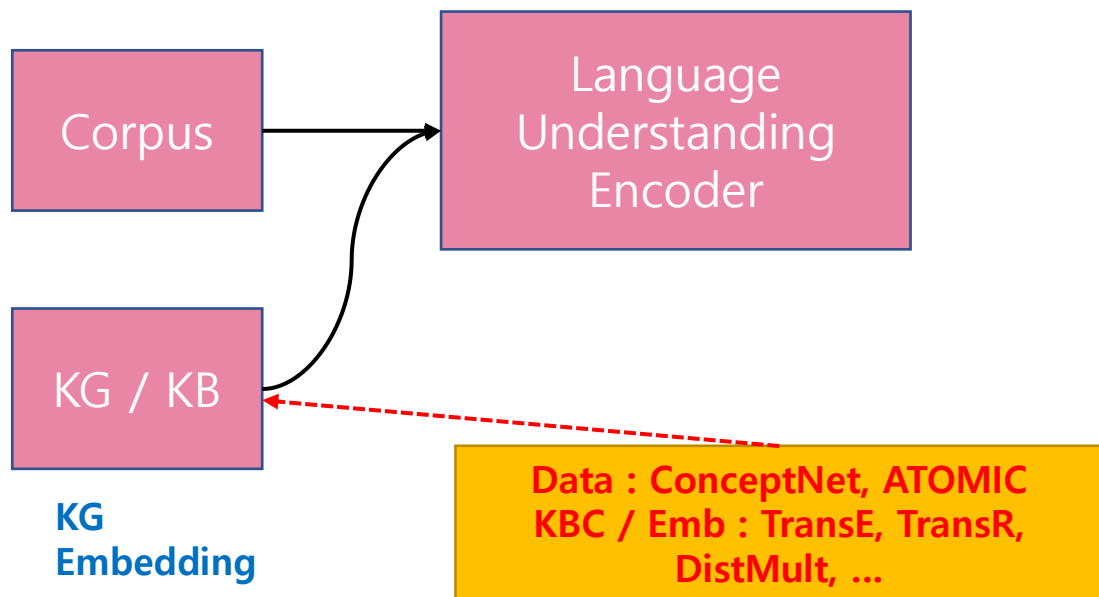 Corpus
Language
Understanding
Encoder
KG / KB
KG
Embedding
Data : ConceptNet, ATOMIC
KBC / Emb : TransE, TransR,
DistMult, ...